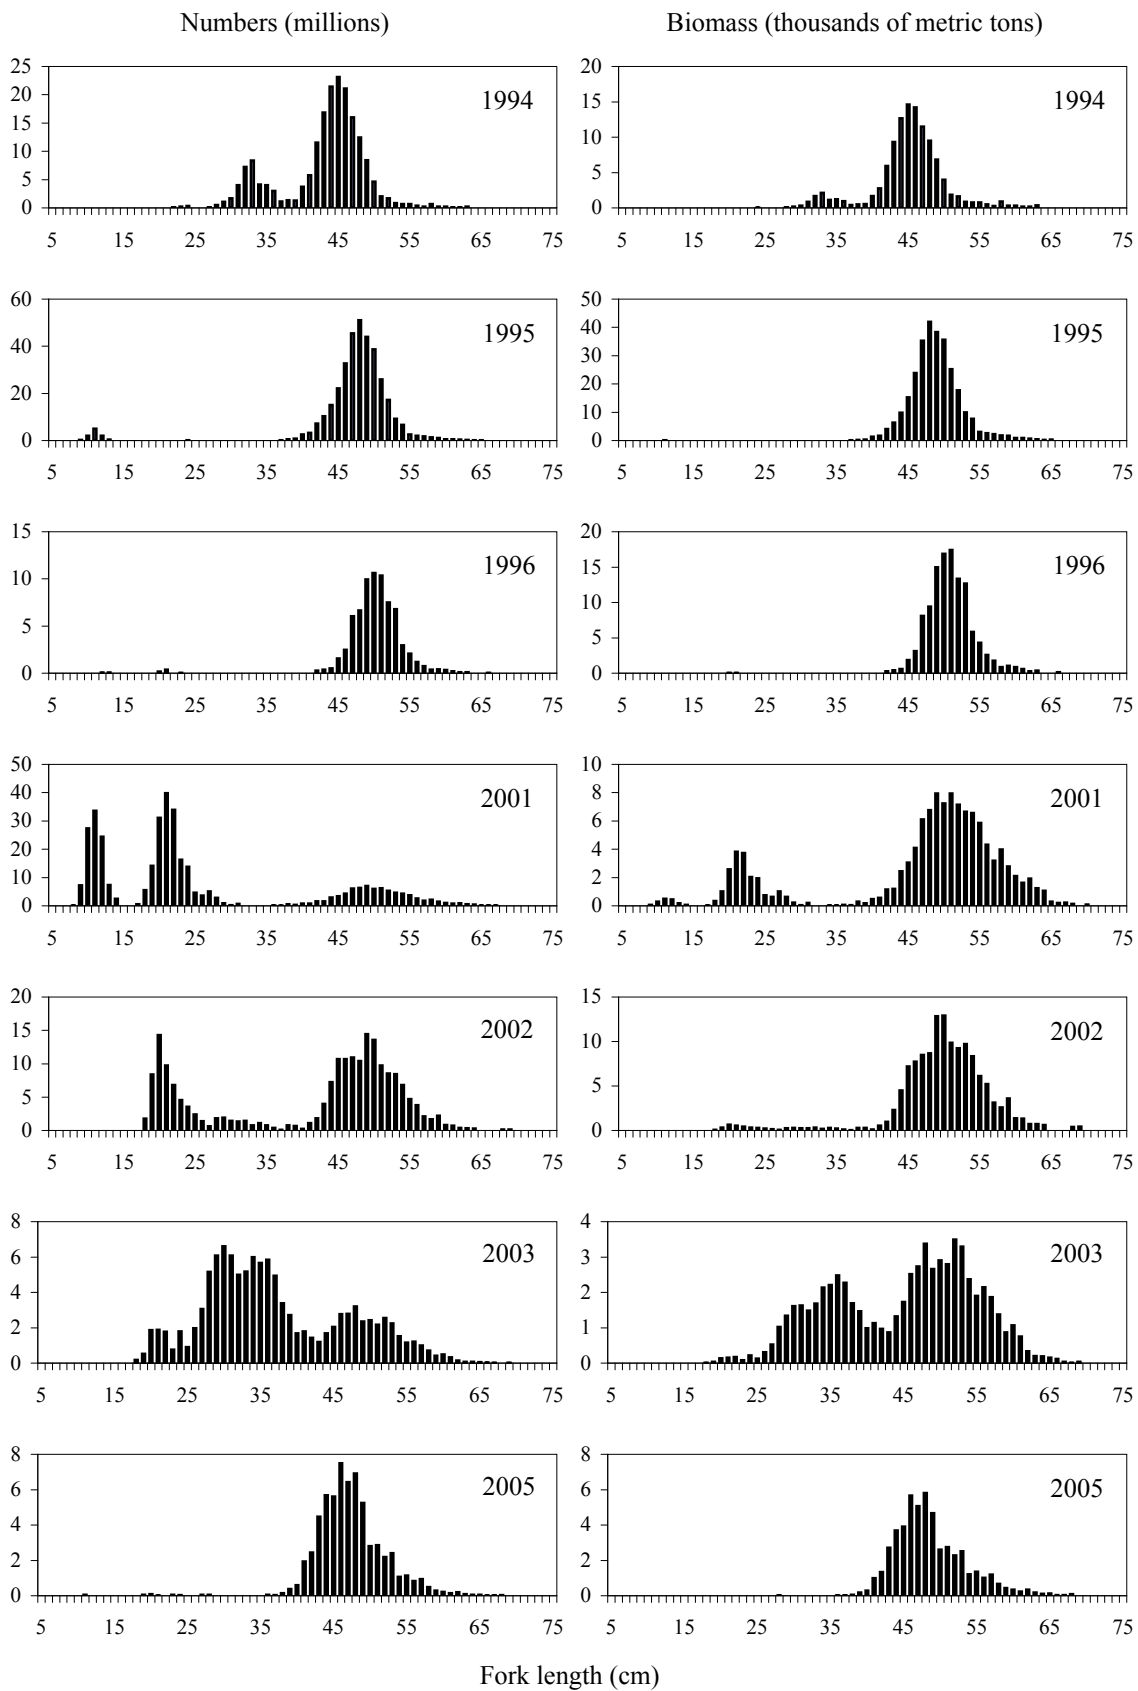 Numbers (millions) Biomass (thousands of metric tons)
25 20
20 1994 15 1994
15
10 10
5 5
0 0
5 15 25 35 45 55 65 75 5 15 25 35 45 55 65 75
60 50
1995 40 1995
40 30
20 20
10
0 0
5 15 25 35 45 55 65 75 5 15 25 35 45 55 65 75
15 20
1996 15 1996
10 10
5 5
0 0
5 15 25 35 45 55 65 75 5 15 25 35 45 55 65 75
50 10
40 2001 8 2001
30 6
20 4
10 2
0 0
5 15 25 35 45 55 65 75 5 15 25 35 45 55 65 75
20 15
15 2002 2002
10 10
5 5
0 0
5 15 25 35 45 55 65 75 5 15 25 35 45 55 65 75
8 4
6 2003 3 2003
4 2
2 1
0 0
5 15 25 35 45 55 65 75 5 15 25 35 45 55 65 75
8 8
6 2005 6 2005
4 4
2 2
0 0
5 15 25 35 45 55 65 75 5 15 25 35 45 55 65 75
Fork length (cm)